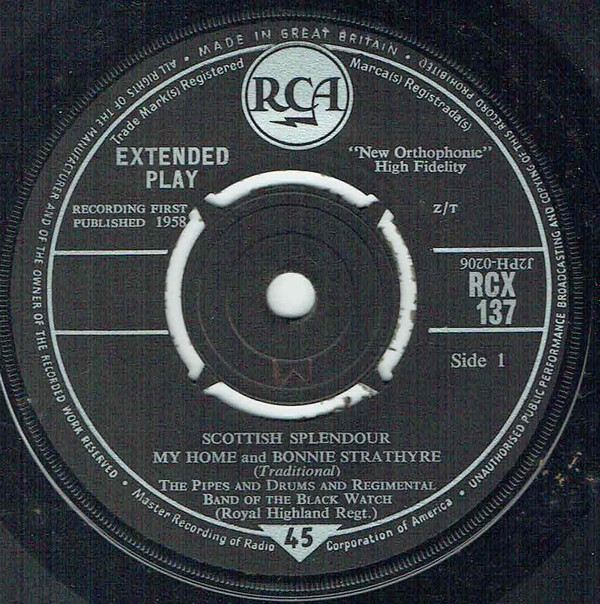 ALL RIGHTS OF THE MANUFACTURER AND OF THE OWNER OF THE RECORDED WORK RESERVED • MADE IN GREAT BRITAIN • UNAUTHORISED PUBLIC PERFORMANCE BROADCASTING AND COPYING OF THIS RECORD PROHIBITED
Trade Mark(s) Registered
Marca(s) Registrada(s)
RCA
EXTENDED
PLAY
"New Orthophonic"
High Fidelity
RECORDING FIRST
PUBLISHED 1958
Z/T
J2PH-0206
RCX
137
Side 1
M
SCOTTISH SPLENDOUR
MY HOME and BONNIE STRATHYRE
(Traditional)
THE PIPES AND DRUMS AND REGIMENTAL
BAND OF THE BLACK WATCH
(Royal Highland Regt.)
45
Master Recording of Radio Corporation of America